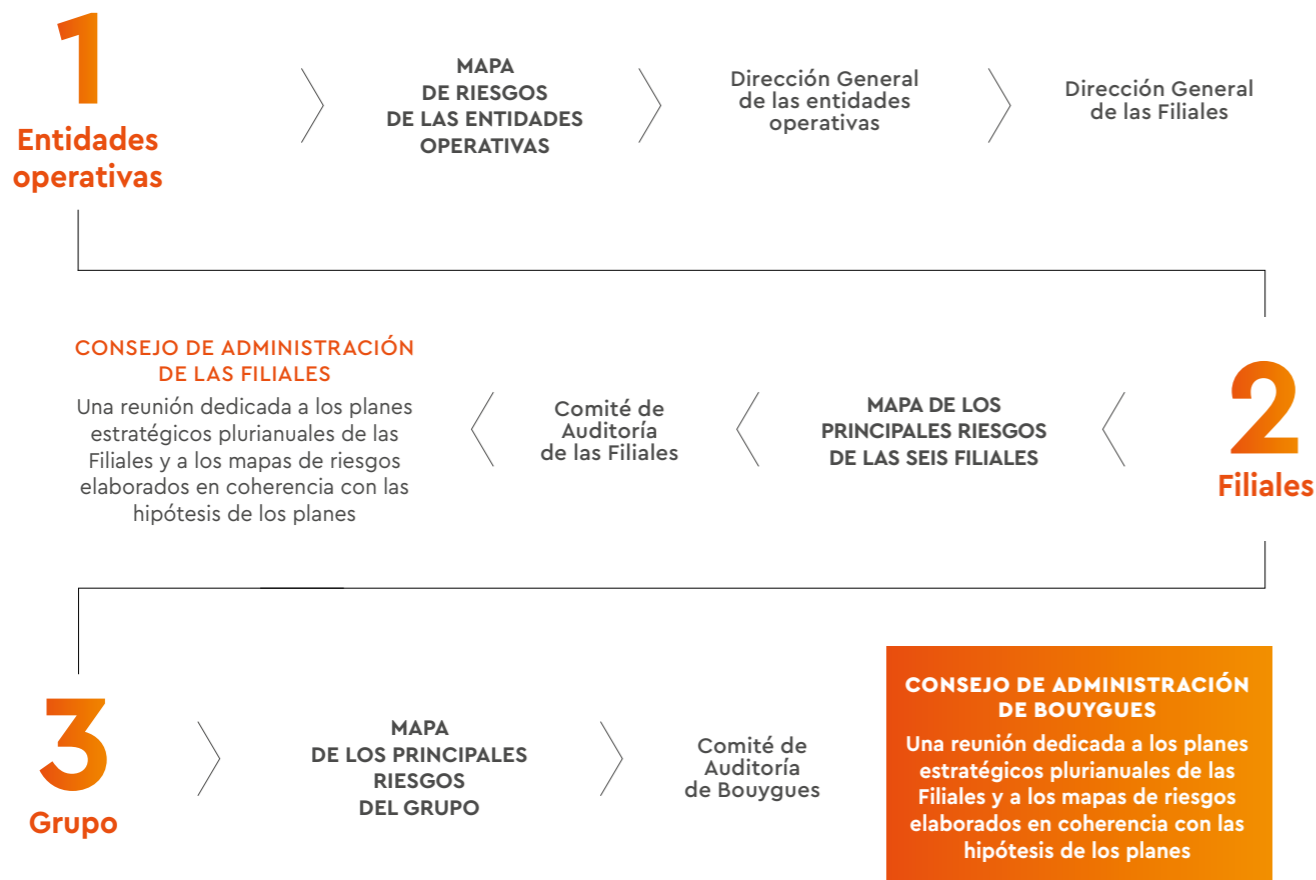 1
Entidades
operativas
MAPA
DE RIESGOS
DE LAS ENTIDADES
OPERATIVAS
Dirección General
de las entidades
operativas
Dirección General
de las Filiales
2
Filiales
MAPA DE LOS
PRINCIPALES RIESGOS
DE LAS SEIS FILIALES
Comité de
Auditoría
de las Filiales
CONSEJO DE ADMINISTRACIÓN
DE LAS FILIALES
Una reunión dedicada a los planes
estratégicos plurianuales de las
Filiales y a los mapas de riesgos
elaborados en coherencia con las
hipótesis de los planes
3
Grupo
MAPA
DE LOS PRINCIPALES
RIESGOS
DEL GRUPO
Comité de
Auditoría
de Bouygues
CONSEJO DE ADMINISTRACIÓN
DE BOUYGUES
Una reunión dedicada a los planes
estratégicos plurianuales de las
Filiales y a los mapas de riesgos
elaborados en coherencia con las
hipótesis de los planes